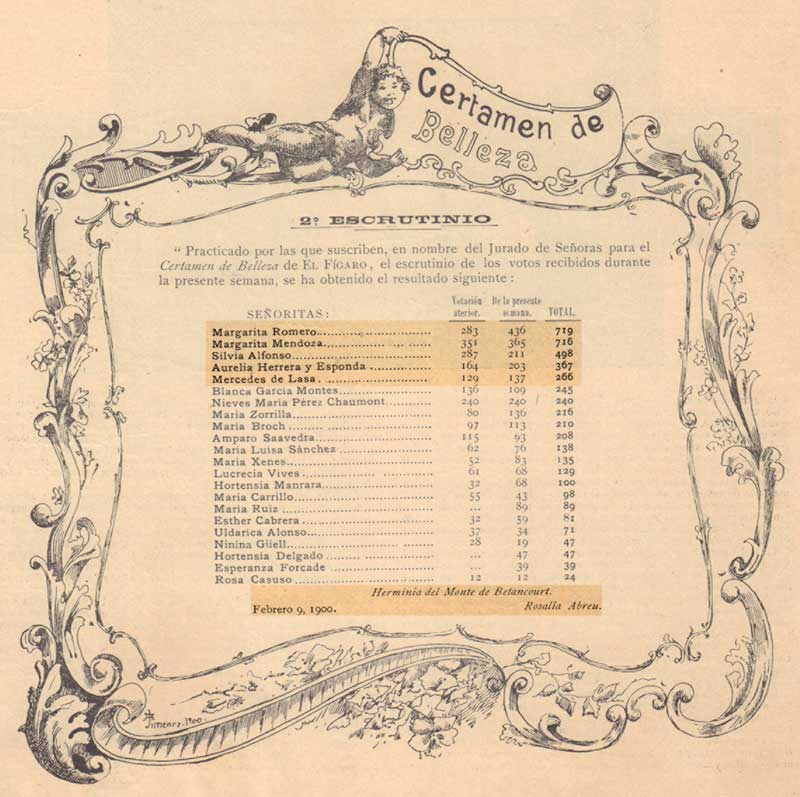 Certamen de
Belleza
2º ESCRUTINIO
“ Practicado por las que suscriben, en nombre del Jurado de Señoras para el
Certamen de Belleza de EL FÍGARO, el escrutinio de los votos recibidos durante
la presente semana, se ha obtenido el resultado siguiente :
SEÑORITAS: Votación aterior. De la presente semana. TOTAL.
Margarita Romero 283 436 719
Margarita Mendoza 351 365 716
Silvia Alfonso 287 211 498
Aurelia Herrera y Esponda 164 203 367
Mercedes de Lasa 129 137 266
Blanca García Montes 136 109 245
Nieves María Pérez Chaumont 240 240 240
María Zorrilla 80 136 216
María Broch 97 113 210
Amparo Saavedra 115 93 208
María Luisa Sánchez 62 76 138
María Xenes 52 83 135
Lucrecia Vives 61 68 129
Hortensia Manrara 32 68 100
María Carrillo 55 43 98
María Ruiz ... 89 89
Esther Cabrera 32 59 81
Uldarica Alonso 37 34 71
Ninina Güell 28 19 47
Hortensia Delgado ... 47 47
Esperanza Forcade ... 39 39
Rosa Casuso 12 12 24
Herminia del Monte de Betancourt.
Febrero 9, 1900. Rosalía Abreu.
Jimenez.1900